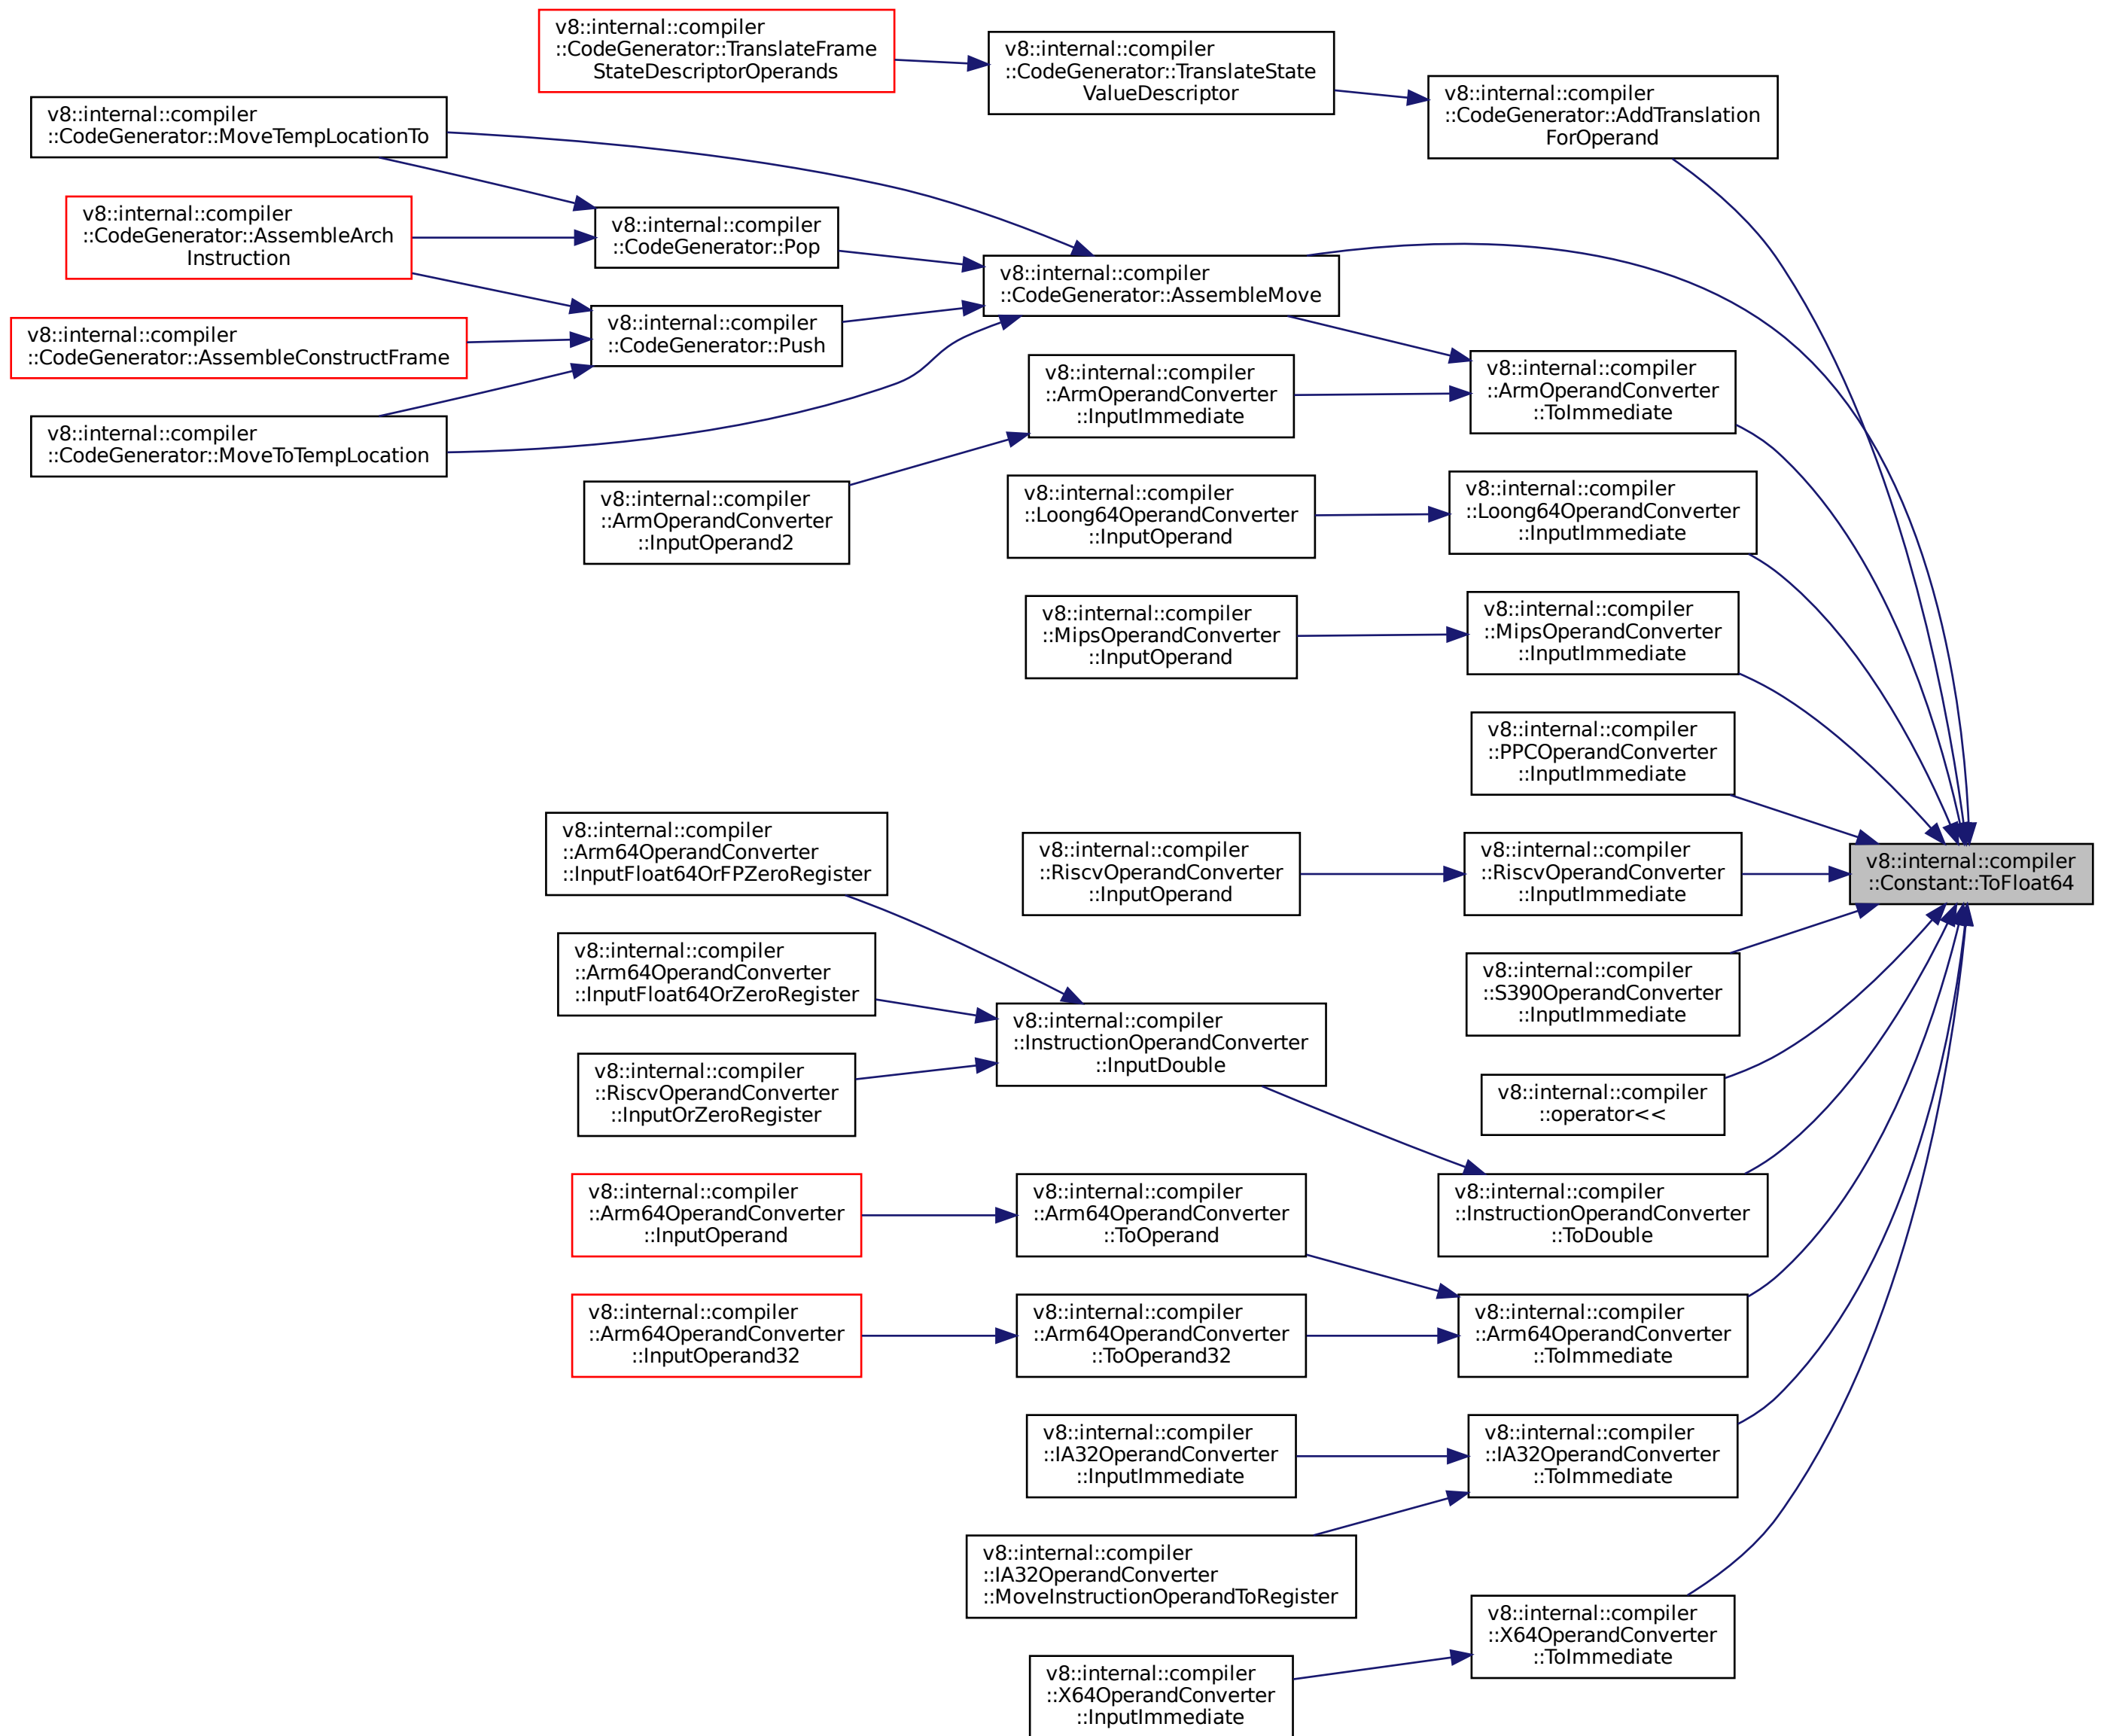 v8::internal::compiler
::CodeGenerator::TranslateFrame
StateDescriptorOperands
v8::internal::compiler
::CodeGenerator::TranslateState
ValueDescriptor
v8::internal::compiler
::CodeGenerator::AddTranslation
ForOperand
v8::internal::compiler
::CodeGenerator::MoveTempLocationTo
v8::internal::compiler
::CodeGenerator::AssembleArch
Instruction
v8::internal::compiler
::CodeGenerator::Pop
v8::internal::compiler
::CodeGenerator::AssembleMove
v8::internal::compiler
::CodeGenerator::Push
v8::internal::compiler
::CodeGenerator::AssembleConstructFrame
v8::internal::compiler
::CodeGenerator::MoveToTempLocation
v8::internal::compiler
::ArmOperandConverter
::InputImmediate
v8::internal::compiler
::ArmOperandConverter
::ToImmediate
v8::internal::compiler
::ArmOperandConverter
::InputOperand2
v8::internal::compiler
::Loong64OperandConverter
::InputOperand
v8::internal::compiler
::Loong64OperandConverter
::InputImmediate
v8::internal::compiler
::MipsOperandConverter
::InputOperand
v8::internal::compiler
::MipsOperandConverter
::InputImmediate
v8::internal::compiler
::PPCOperandConverter
::InputImmediate
v8::internal::compiler
::Arm64OperandConverter
::InputFloat64OrFPZeroRegister
v8::internal::compiler
::RiscvOperandConverter
::InputOperand
v8::internal::compiler
::RiscvOperandConverter
::InputImmediate
v8::internal::compiler
::Constant::ToFloat64
v8::internal::compiler
::Arm64OperandConverter
::InputFloat64OrZeroRegister
v8::internal::compiler
::S390OperandConverter
::InputImmediate
v8::internal::compiler
::InstructionOperandConverter
::InputDouble
v8::internal::compiler
::RiscvOperandConverter
::InputOrZeroRegister
v8::internal::compiler
::operator<<
v8::internal::compiler
::Arm64OperandConverter
::InputOperand
v8::internal::compiler
::Arm64OperandConverter
::ToOperand
v8::internal::compiler
::InstructionOperandConverter
::ToDouble
v8::internal::compiler
::Arm64OperandConverter
::InputOperand32
v8::internal::compiler
::Arm64OperandConverter
::ToOperand32
v8::internal::compiler
::Arm64OperandConverter
::ToImmediate
v8::internal::compiler
::IA32OperandConverter
::InputImmediate
v8::internal::compiler
::IA32OperandConverter
::ToImmediate
v8::internal::compiler
::IA32OperandConverter
::MoveInstructionOperandToRegister
v8::internal::compiler
::X64OperandConverter
::ToImmediate
v8::internal::compiler
::X64OperandConverter
::InputImmediate